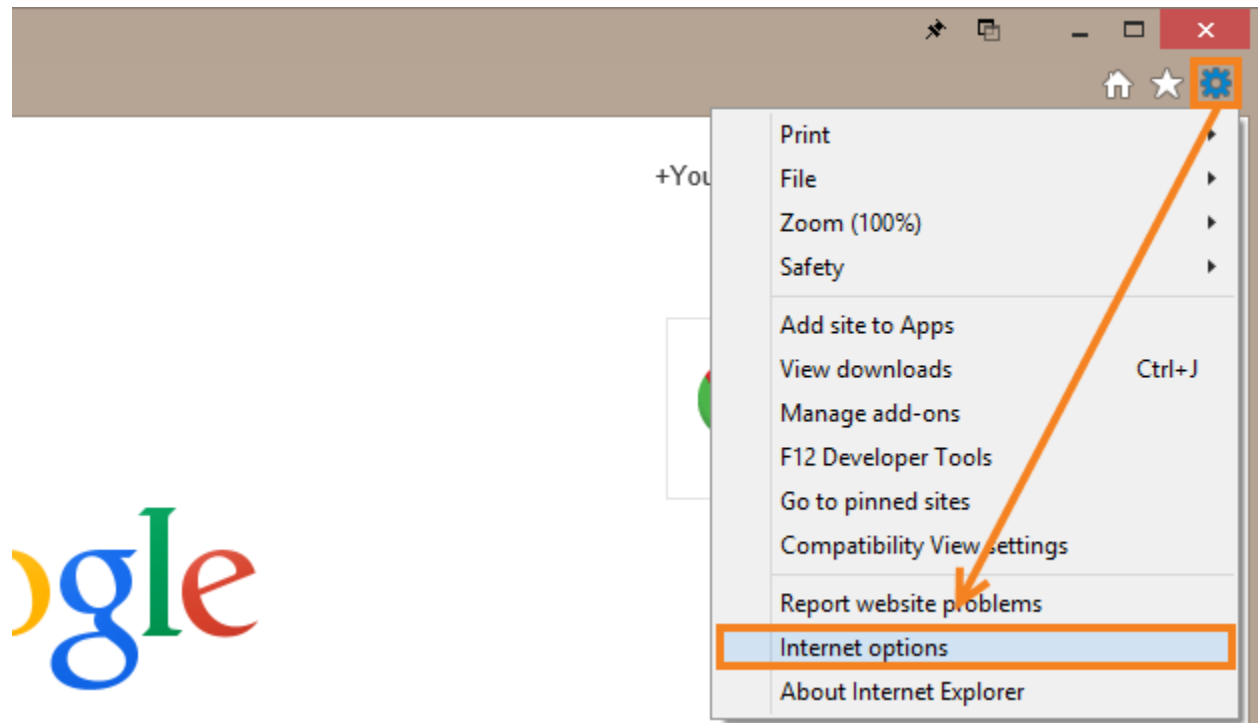 +You
Print
File
Zoom (100%)
Safety
Add site to Apps
View downloads Ctrl+J
Manage add-ons
F12 Developer Tools
Go to pinned sites
Compatibility View settings
Report website problems
Internet options
About Internet Explorer
ogle